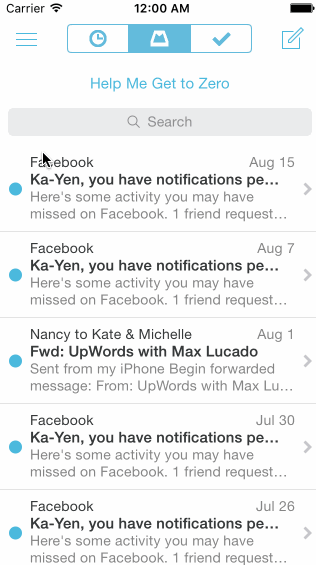 Carrier 12:00 AM
Help Me Get to Zero
Search
Facebook Aug 15
Ka-Yen, you have notifications pe...
Here's some activity you may have
missed on Facebook. 1 friend request...
Facebook Aug 7
Ka-Yen, you have notifications pe...
Here's some activity you may have
missed on Facebook. 1 friend request...
Nancy to Kate & Michelle Aug 1
Fwd: UpWords with Max Lucado
Sent from my iPhone Begin forwarded
message: From: UpWords with Max Lu...
Facebook Jul 30
Ka-Yen, you have notifications pe...
Here's some activity you may have
missed on Facebook. 1 friend request...
Facebook Jul 26
Ka-Yen, you have notifications pe...
Here's some activity you may have
missed on Facebook. 1 friend request...